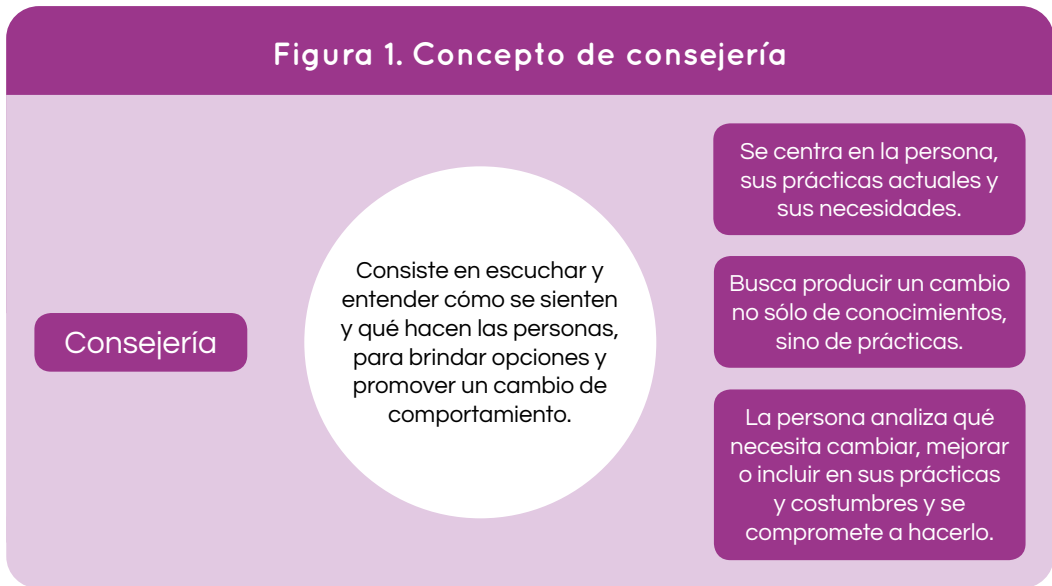 Figura 1. Concepto de consejería
Consejería
Consiste en escuchar y
entender cómo se sienten
y qué hacen las personas,
para brindar opciones y
promover un cambio de
comportamiento.
Se centra en la persona,
sus prácticas actuales y
sus necesidades.
Busca producir un cambio
no sólo de conocimientos,
sino de prácticas.
La persona analiza qué
necesita cambiar, mejorar
o incluir en sus prácticas
y costumbres y se
compromete a hacerlo.